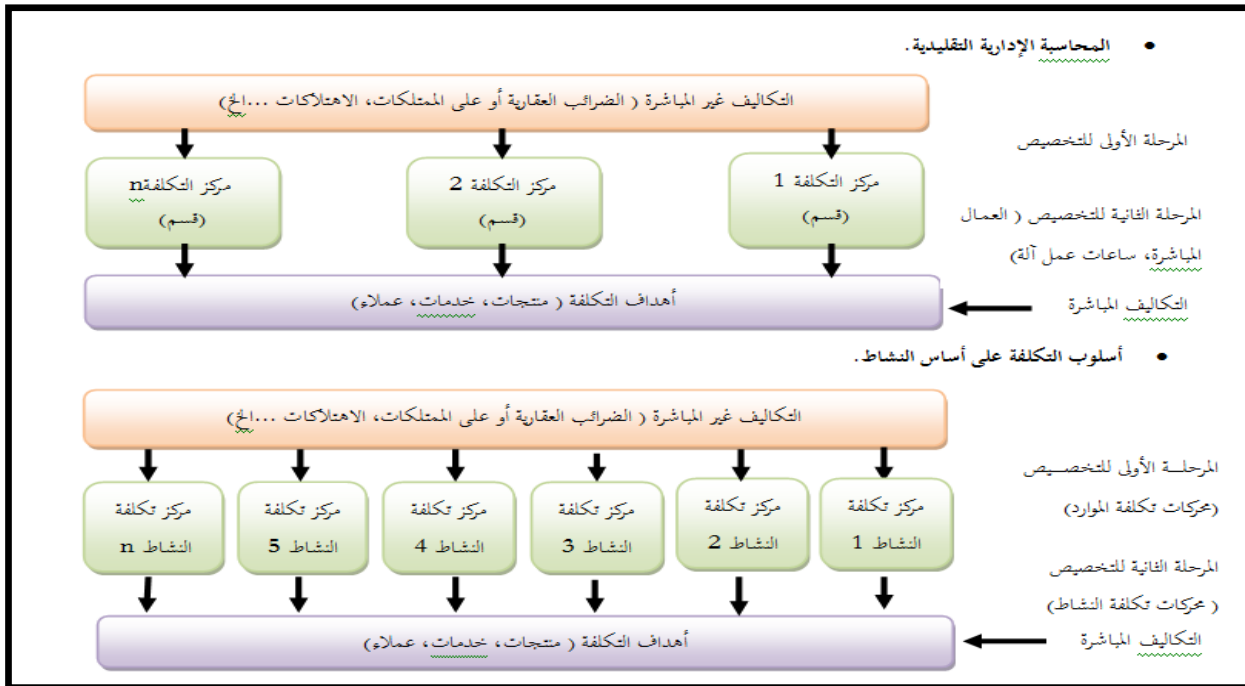 • المحاسبة الإدارية التقليدية.
التكاليف غير المباشرة ( الضرائب العقارية أو على الممتلكات، الاهتلاكات ...الخ)
المرحلة الأولى للتخصيص
مركز التكلفة 1
(قسم)
مركز التكلفة 2
(قسم)
مركز التكلفةn
(قسم)
المرحلة الثانية للتخصيص ( العمال
المباشرة، ساعات عمل آلة)
أهداف التكلفة ( منتجات، خدمات، عملاء)
التكاليف المباشرة
• أسلوب التكلفة على أساس النشاط.
التكاليف غير المباشرة ( الضرائب العقارية أو على الممتلكات، الاهتلاكات ...الخ)
المرحلــة الأولى للتخصــيص
(محركات تكلفة الموارد)
مركز تكلفة
النشاط 1
مركز تكلفة
النشاط 2
مركز تكلفة
النشاط 3
مركز تكلفة
النشاط 4
مركز تكلفة
النشاط 5
مركز تكلفة
النشاط n
المرحلة الثانية للتخصيص
( محركات تكلفة النشاط)
أهداف التكلفة ( منتجات، خدمات، عملاء)
التكاليف المباشرة